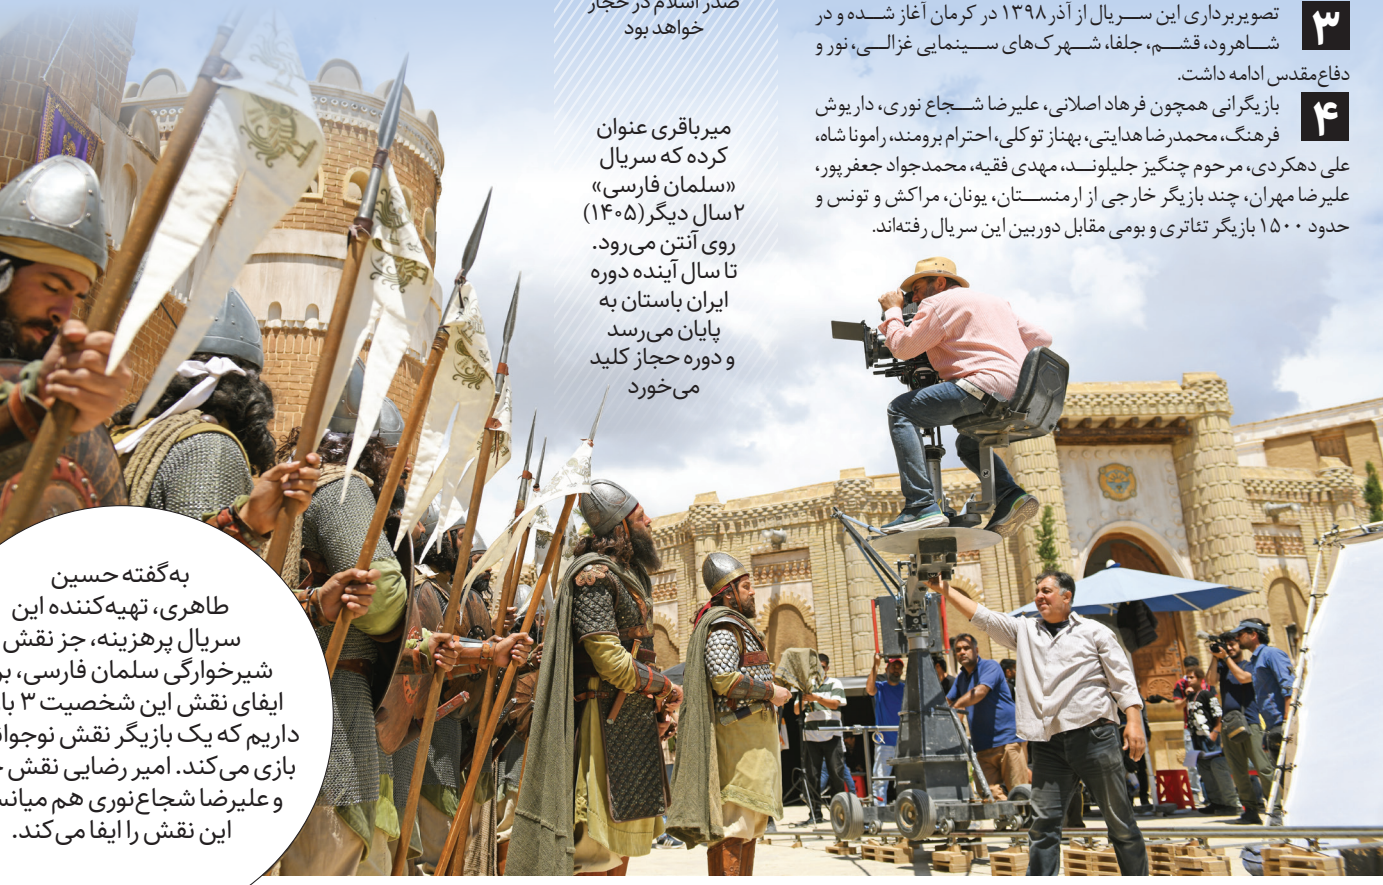 تصویربرداری این سریال از آذر ۱۳۹۸ در کرمان آغاز شده و در
۳
شاهرود، قشم، جلفا، شهرک‌های سینمایی غزالی، نور و
دفاع‌مقدس ادامه داشت.
بازیگرانی همچون فرهاد اصلانی، علیرضا شجاع نوری، داریوش
۴
فرهنگ، محمدرضا هدایتی، بهناز توکلی، احترام برومند، رامونا شاه،
علی دهکردی، مرحوم چنگیز جلیلوند، مهدی فقیه، محمدجواد جعفرپور،
علیرضا مهران، چند بازیگر خارجی از ارمنستان، یونان، مراکش و تونس و
حدود ۱۵۰۰ بازیگر تئاتری و بومی مقابل دوربین این سریال رفته‌اند.
صدر اسلام در حجاز
خواهد بود
میرباقری عنوان
کرده که سریال
«سلمان فارسی»
۲سال دیگر (۱۴۰۵)
روی آنتن می‌رود.
تا سال آینده دوره
ایران باستان به
پایان می‌رسد
و دوره حجاز کلید
می‌خورد
به‌گفته حسین
طاهری، تهیه‌کننده این
سریال پرهزینه، جز نقش
شیرخوارگی سلمان فارسی،
ایفای نقش این شخصیت ۳
داریم که یک بازیگر نقش
بازی می‌کند. امیر رضایی نقش
و علیرضا شجاع‌نوری هم
این نقش را ایفا می‌کند.